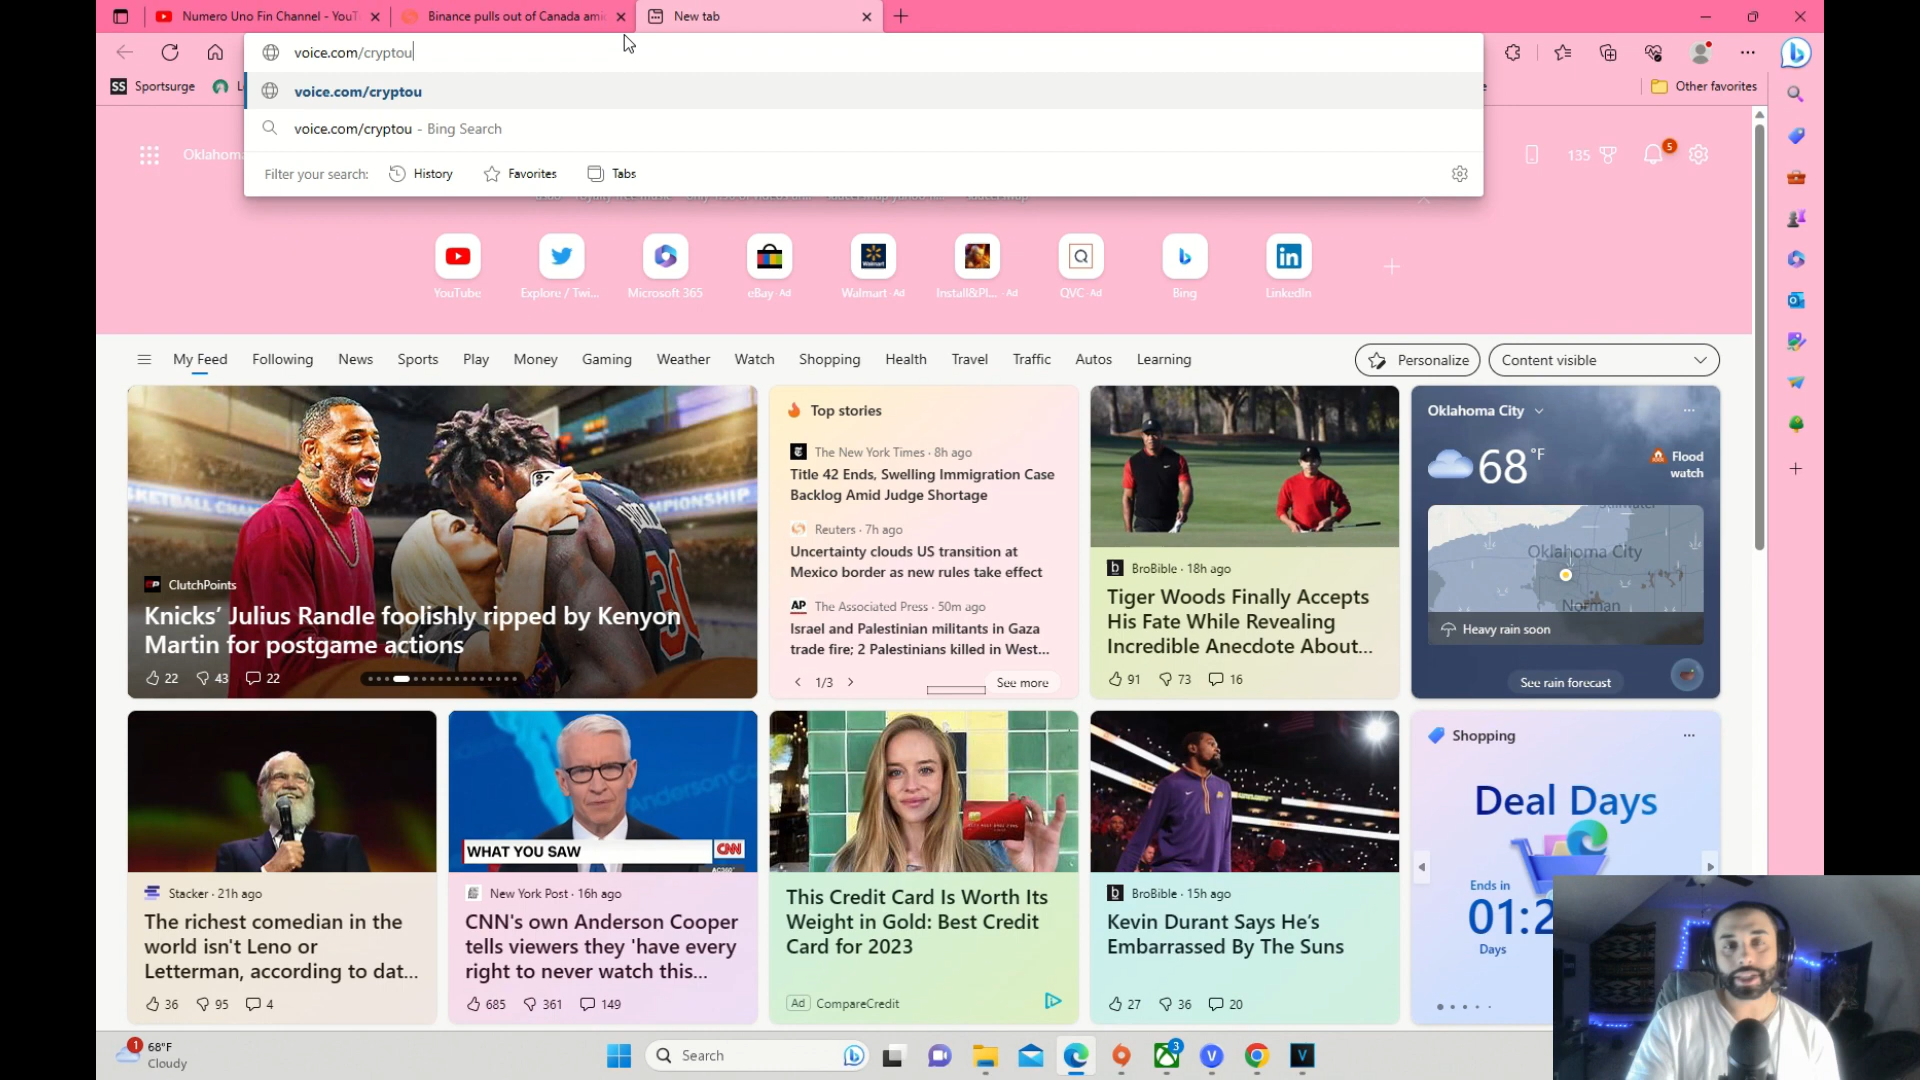 Numero Uno Fin Channel - YouT
Binance pulls out of Canada ami
New tab
voice.com/cryptou
Sportsurge
Other favorites
voice.com/cryptou
voice.com/cryptou - Bing Search
Oklahoma
135
5
Filter your search:
History
Favorites
Tabs
YouTube
Explore / Twi...
Microsoft 365
eBay · Ad
Walmart · Ad
Install&Pl... · Ad
QVC · Ad
Bing
LinkedIn
My Feed
Following
News
Sports
Play
Money
Gaming
Weather
Watch
Shopping
Health
Travel
Traffic
Autos
Learning
Personalize
Content visible
ClutchPoints
Knicks’ Julius Randle foolishly ripped by Kenyon
Martin for postgame actions
22
43
22
Top stories
The New York Times · 8h ago
Title 42 Ends, Swelling Immigration Case
Backlog Amid Judge Shortage
Reuters · 7h ago
Uncertainty clouds US transition at
Mexico border as new rules take effect
AP The Associated Press · 50m ago
Israel and Palestinian militants in Gaza
trade fire; 2 Palestinians killed in West...
1/3
See more
BroBible · 18h ago
Tiger Woods Finally Accepts
His Fate While Revealing
Incredible Anecdote About...
91
73
16
Oklahoma City
68°F
Flood
watch
Oklahoma City
Norman
Heavy rain soon
See rain forecast
Stacker · 21h ago
The richest comedian in the
world isn't Leno or
Letterman, according to dat...
36
95
4
WHAT YOU SAW
CNN
New York Post · 16h ago
CNN's own Anderson Cooper
tells viewers they 'have every
right to never watch this...
685
361
149
This Credit Card Is Worth Its
Weight in Gold: Best Credit
Card for 2023
Ad CompareCredit
BroBible · 15h ago
Kevin Durant Says He’s
Embarrassed By The Suns
27
36
20
Shopping
Deal Days
Ends in
01:2
Days
1
68°F
Cloudy
Search
3